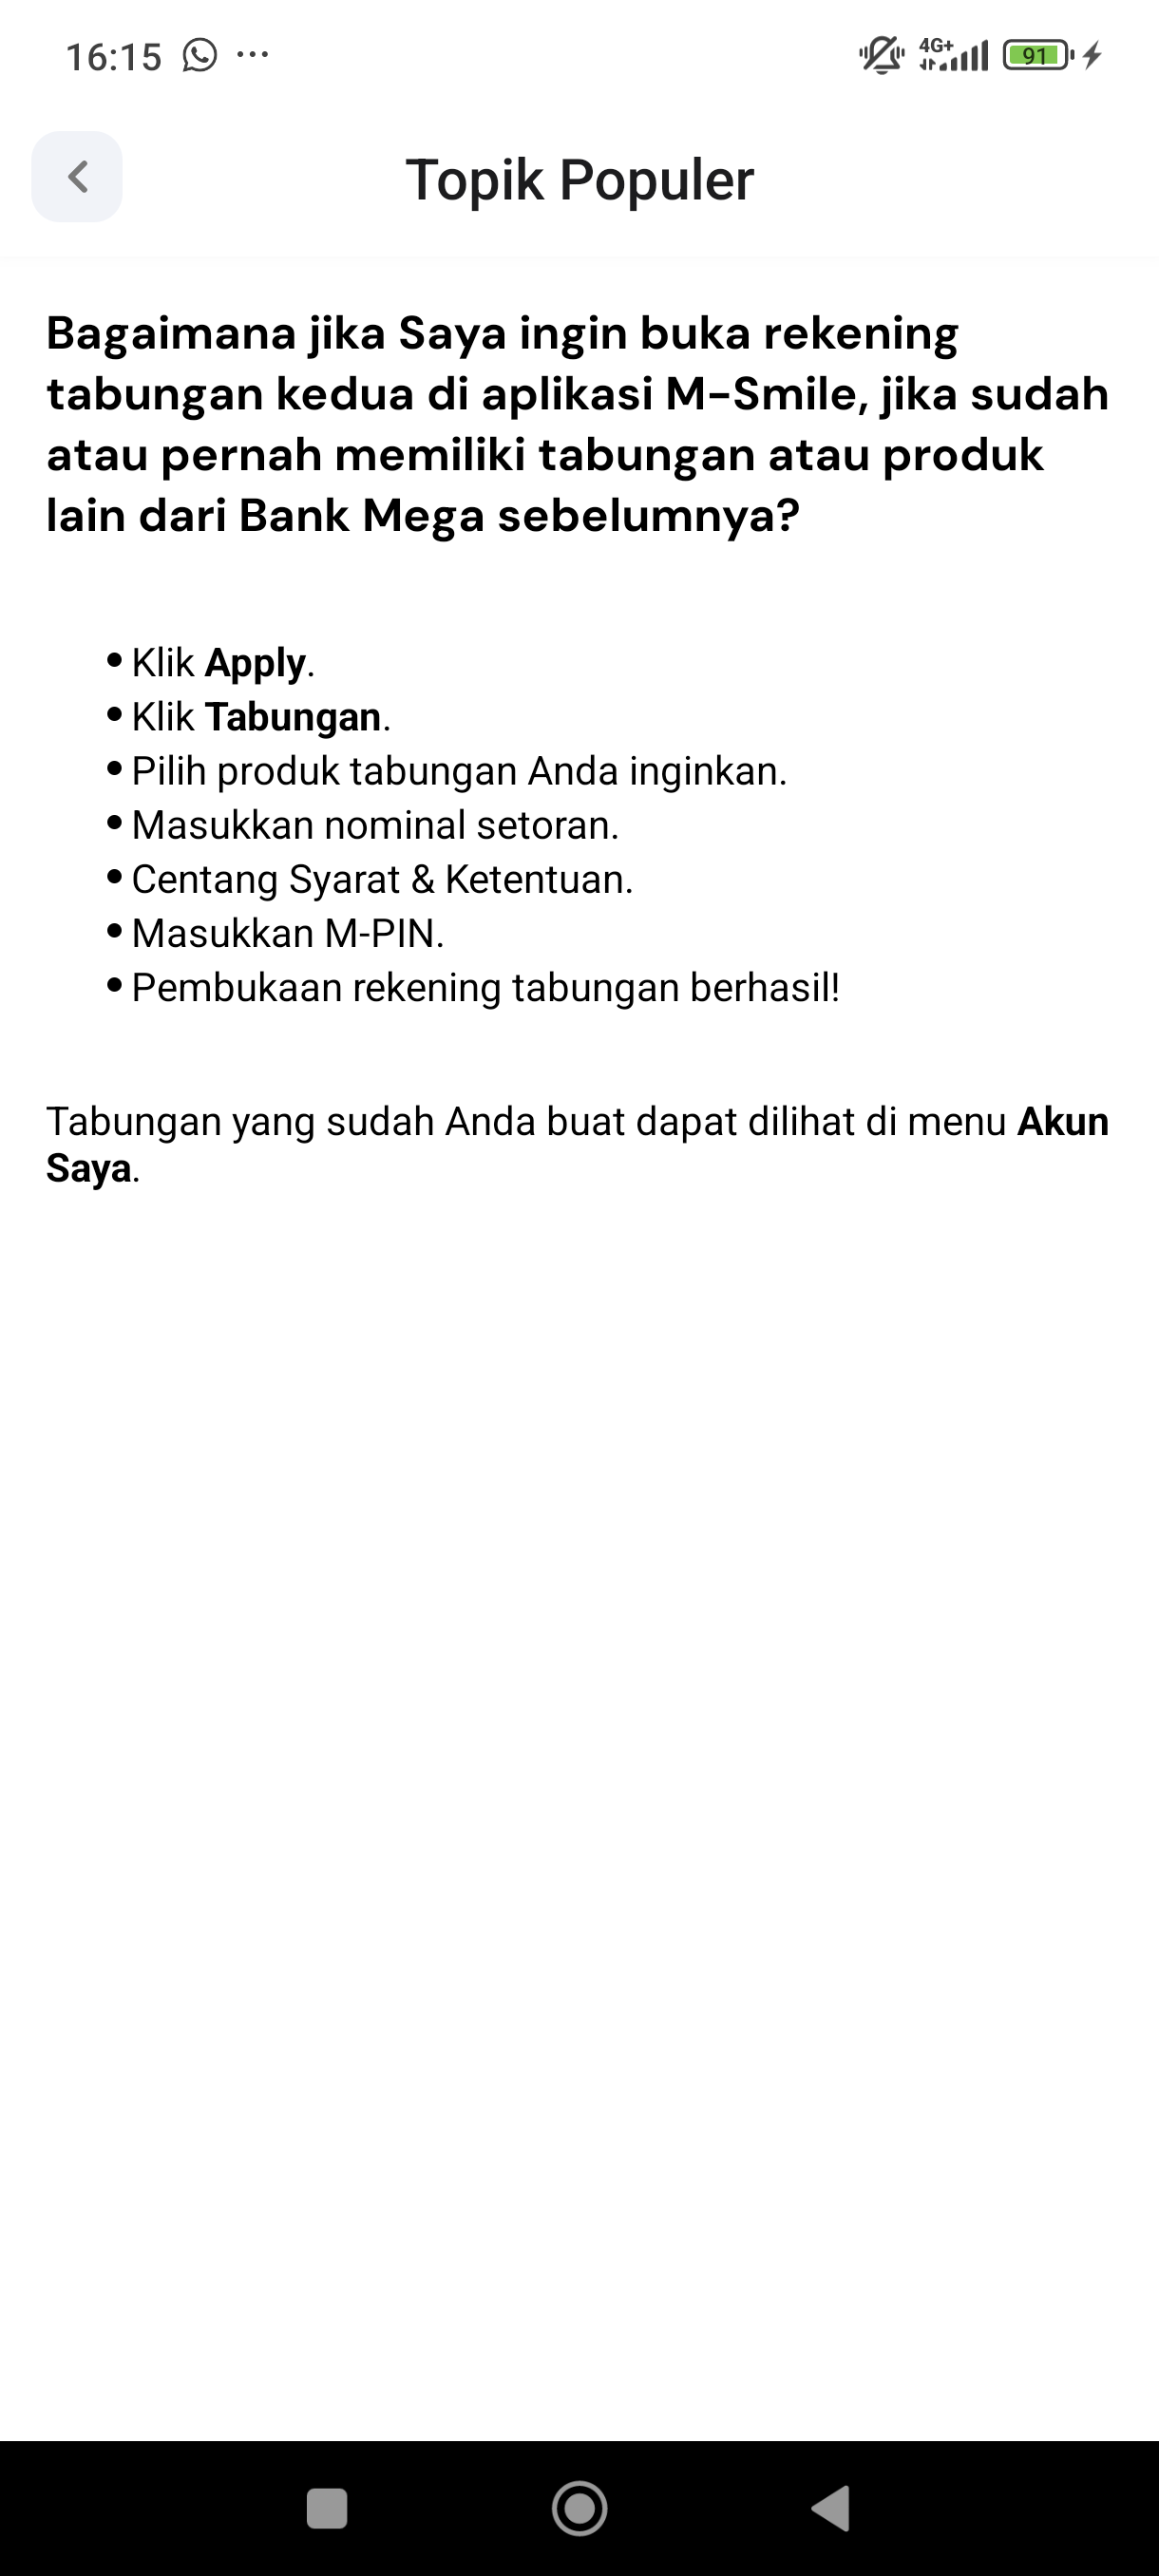 16:15 ...
4G+
91
Topik Populer
Bagaimana jika Saya ingin buka rekening
tabungan kedua di aplikasi M-Smile, jika sudah
atau pernah memiliki tabungan atau produk
lain dari Bank Mega sebelumnya?
• Klik Apply.
• Klik Tabungan.
• Pilih produk tabungan Anda inginkan.
• Masukkan nominal setoran.
• Centang Syarat & Ketentuan.
• Masukkan M-PIN.
• Pembukaan rekening tabungan berhasil!
Tabungan yang sudah Anda buat dapat dilihat di menu Akun
Saya.